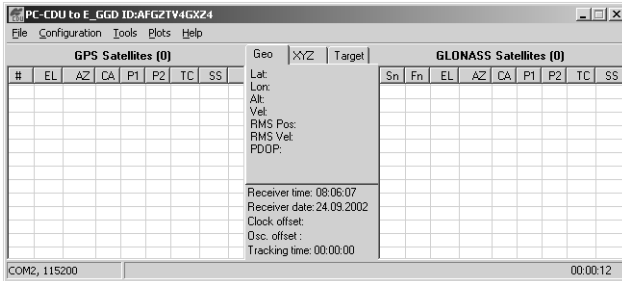 PC-CDU to E_GGD ID:AFGZTV4GXZ4
File Configuration Tools Plots Help
GPS Satellites (0)
# EL AZ CA P1 P2 TC SS
Geo XYZ Target
Lat:
Lon:
Alt:
Vel:
RMS Pos:
RMS Vel:
PDOP:
Receiver time: 08:06:07
Receiver date: 24.09.2002
Clock offset:
Osc. offset :
Tracking time: 00:00:00
GLONASS Satellites (0)
Sn Fn EL AZ CA P1 P2 TC SS
COM2, 115200
00:00:12